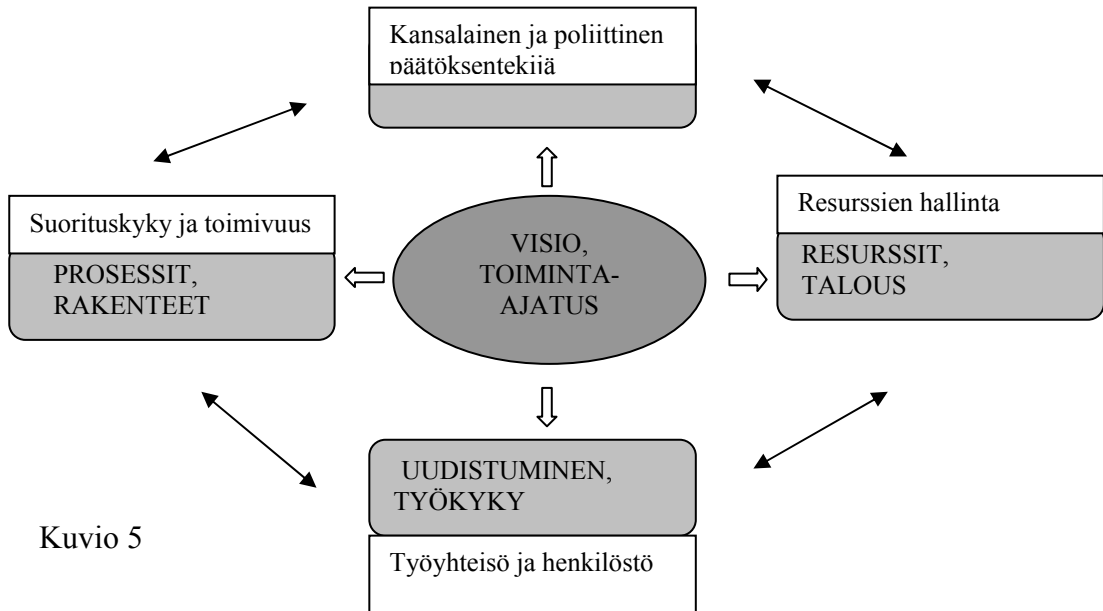 Kansalainen ja poliittinen
päätöksentekijä
Suorituskyky ja toimivuus
PROSESSIT,
RAKENTEET
VISIO,
TOIMINTA-
AJATUS
Resurssien hallinta
RESURSSIT,
TALOUS
UUDISTUMINEN,
TYÖKYKY
Työyhteisö ja henkilöstö
Kuvio 5